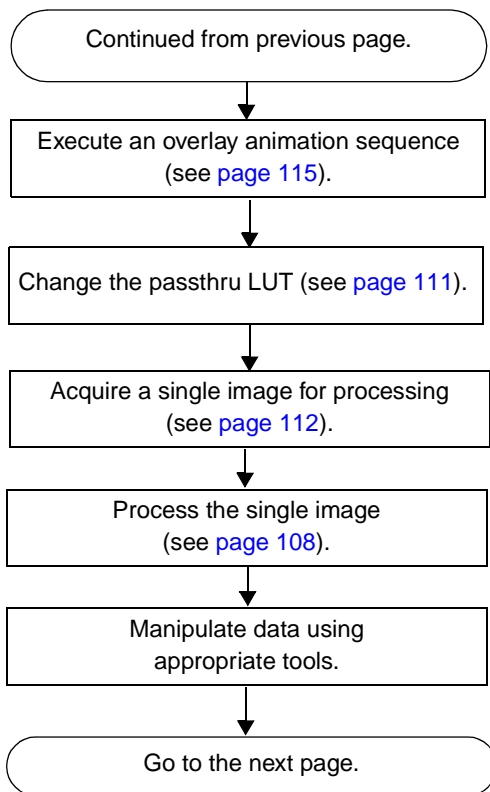 Continued from previous page.
Execute an overlay animation sequence
(see page 115).
Change the passthru LUT (see page 111).
Acquire a single image for processing
(see page 112).
Process the single image
(see page 108).
Manipulate data using
appropriate tools.
Go to the next page.